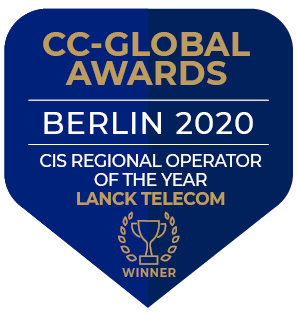 CC-GLOBAL
AWARDS
BERLIN 2020
CIS REGIONAL OPERATOR
OF THE YEAR
LANCK TELECOM
WINNER